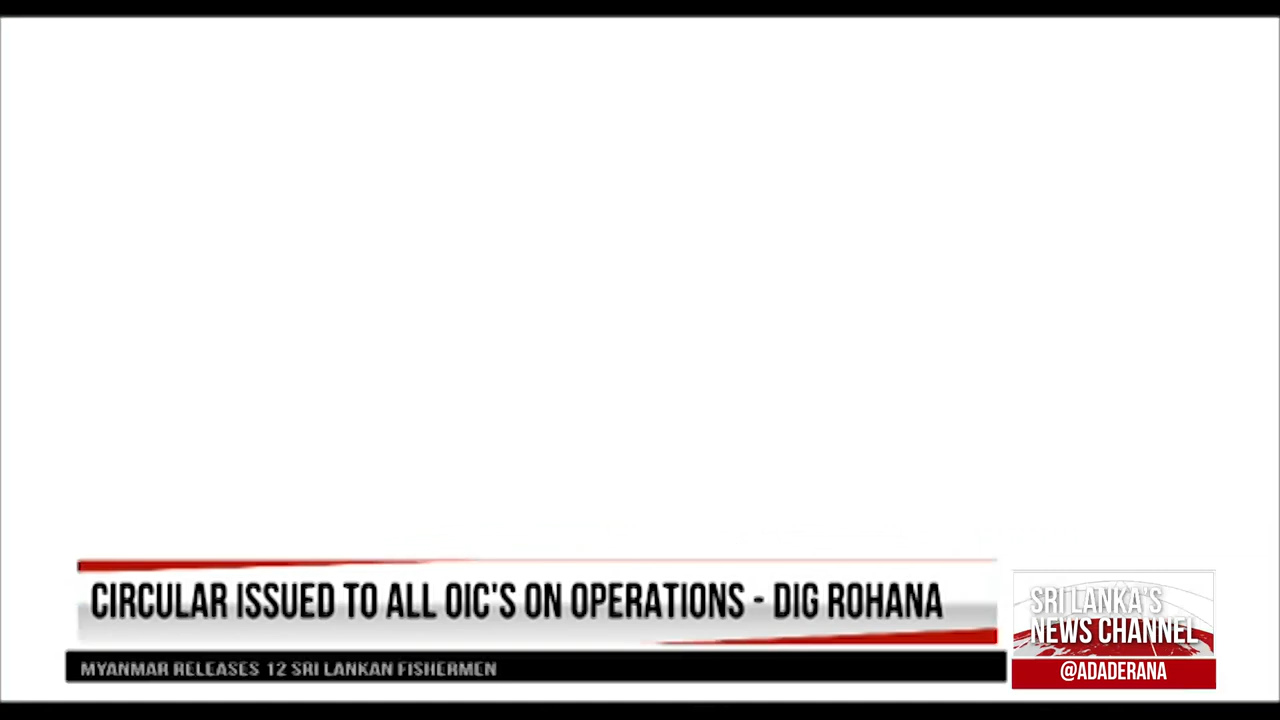 CIRCULAR ISSUED TO ALL OIC'S ON OPERATIONS - DIG ROHANA
MYANMAR RELEASES 12 SRI LANKAN FISHERMEN
SRI LANKA'S
NEWS CHANNEL
@ADADERANA